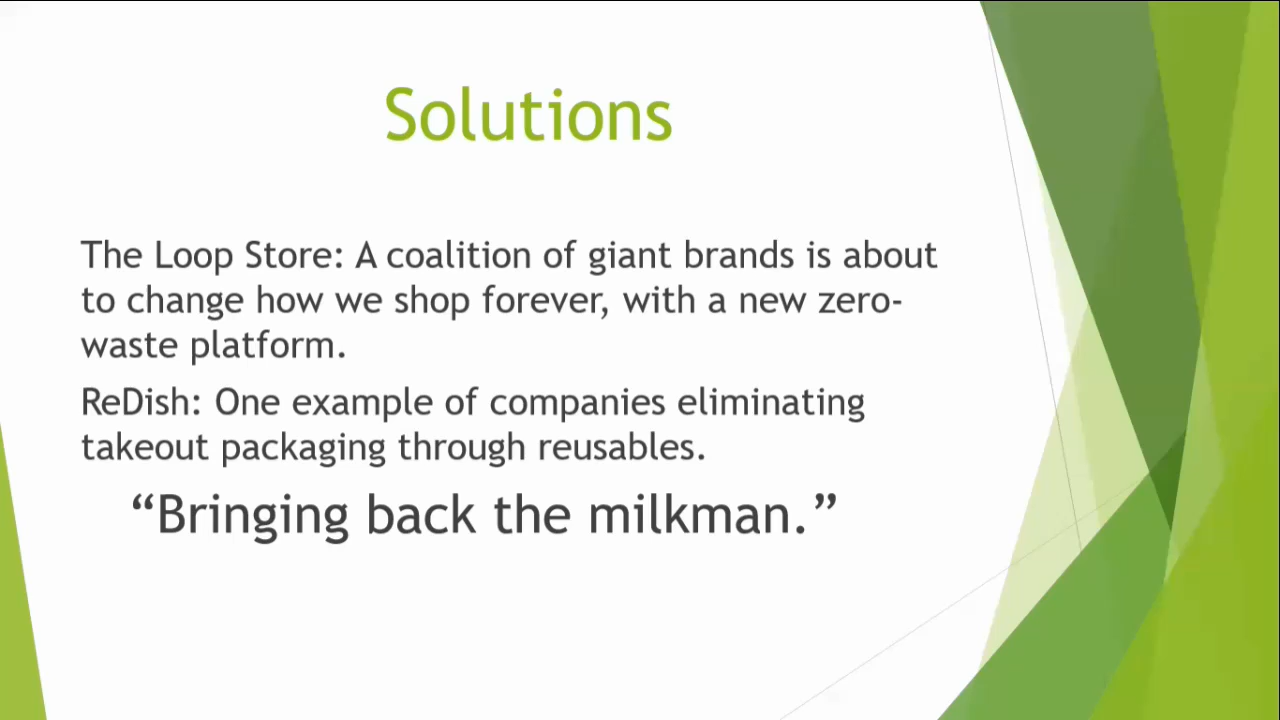 Solutions
The Loop Store: A coalition of giant brands is about
to change how we shop forever, with a new zero-
waste platform.
ReDish: One example of companies eliminating
takeout packaging through reusables.
“Bringing back the milkman.”